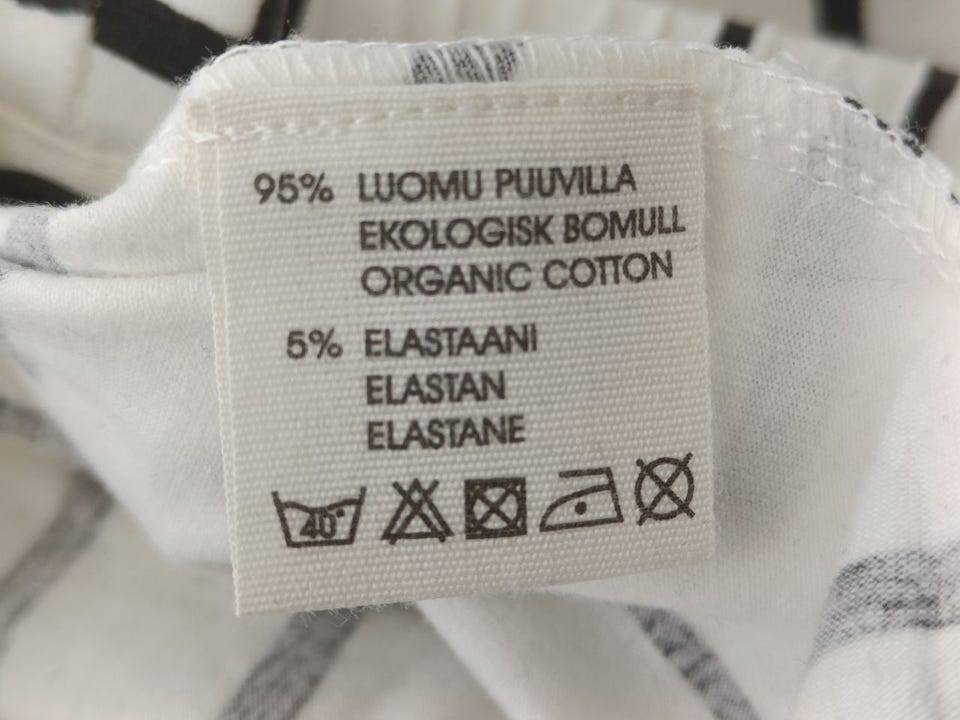 95% LUOMU PUUVILLA
EKOLOGISK BOMULL
ORGANIC COTTON
5% ELASTAANI
ELASTAN
ELASTANE
40°